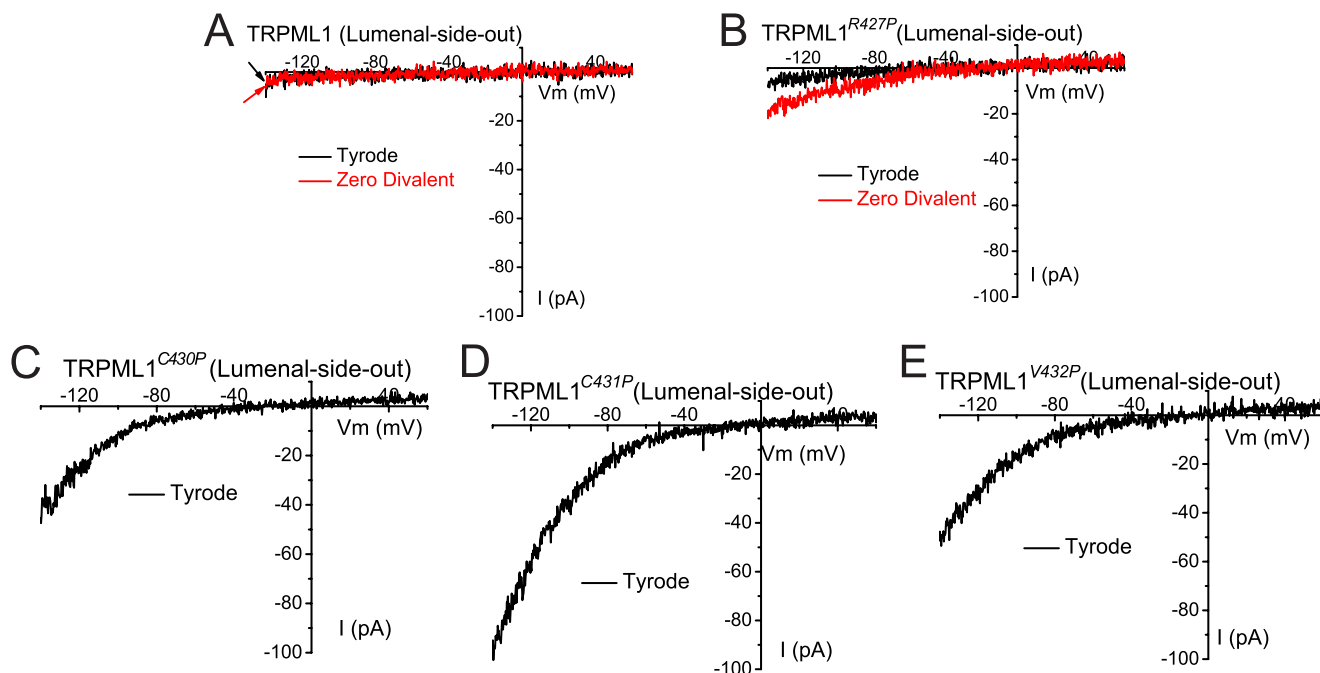 A
TRPML1 (Lumenal-side-out)
-120 -80 -40 40
Vm (mV)
-20
-40
-60
-80
-100
Tyrode
Zero Divalent
I (pA)
B
TRPML1R427P (Lumenal-side-out)
-120 -80 -40 40
Vm (mV)
-20
-40
-60
-80
-100
Tyrode
Zero Divalent
I (pA)
C
TRPML1C430P (Lumenal-side-out)
-120 -80 -40 40
Vm (mV)
-20
-40
-60
-80
-100
Tyrode
I (pA)
D
TRPML1C431P (Lumenal-side-out)
-120 -80 -40 40
Vm (mV)
-20
-40
-60
-80
-100
Tyrode
I (pA)
E
TRPML1V432P (Lumenal-side-out)
-120 -80 -40 40
Vm (mV)
-20
-40
-60
-80
-100
Tyrode
I (pA)